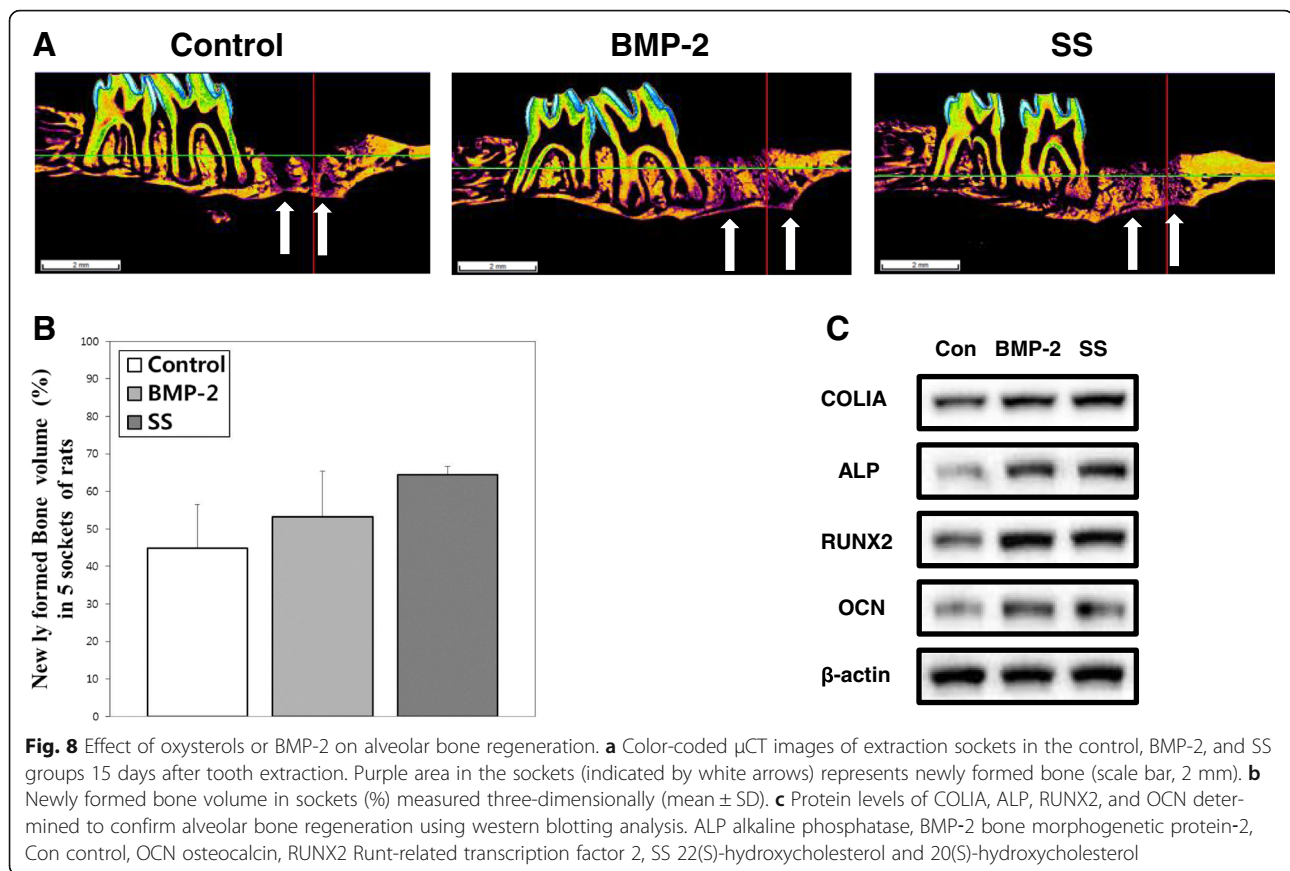 A
Control
BMP-2
SS
2 mm
2 mm
2 mm
B
New ly formed Bone volume (%)
in 5 sockets of rats
100
90
80
70
60
50
40
30
20
10
0
Control
BMP-2
SS
C
Con BMP-2 SS
COLIA
ALP
RUNX2
OCN
β-actin
Fig. 8 Effect of oxysterols or BMP-2 on alveolar bone regeneration. a Color-coded μCT images of extraction sockets in the control, BMP-2, and SS
groups 15 days after tooth extraction. Purple area in the sockets (indicated by white arrows) represents newly formed bone (scale bar, 2 mm). b
Newly formed bone volume in sockets (%) measured three-dimensionally (mean ± SD). c Protein levels of COLIA, ALP, RUNX2, and OCN deter-
mined to confirm alveolar bone regeneration using western blotting analysis. ALP alkaline phosphatase, BMP-2 bone morphogenetic protein-2,
Con control, OCN osteocalcin, RUNX2 Runt-related transcription factor 2, SS 22(S)-hydroxycholesterol and 20(S)-hydroxycholesterol